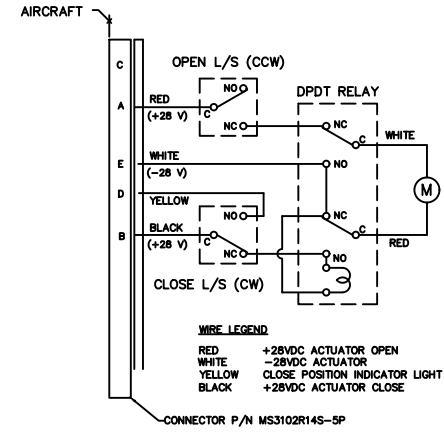 AIRCRAFT
C
OPEN L/S (CCW)
NO
DPDT RELAY
A
RED
(+28 V)
C
NC
NC
C
WHITE
E
WHITE
(-28 V)
NO
M
D
YELLOW
NO
NC
C
RED
B
BLACK
(+28 V)
C
NC
NO
CLOSE L/S (CW)
WIRE LEGEND
RED +28VDC ACTUATOR OPEN
WHITE -28VDC ACTUATOR
YELLOW CLOSE POSITION INDICATOR LIGHT
BLACK +28VDC ACTUATOR CLOSE
CONNECTOR P/N MS3102R14S-5P